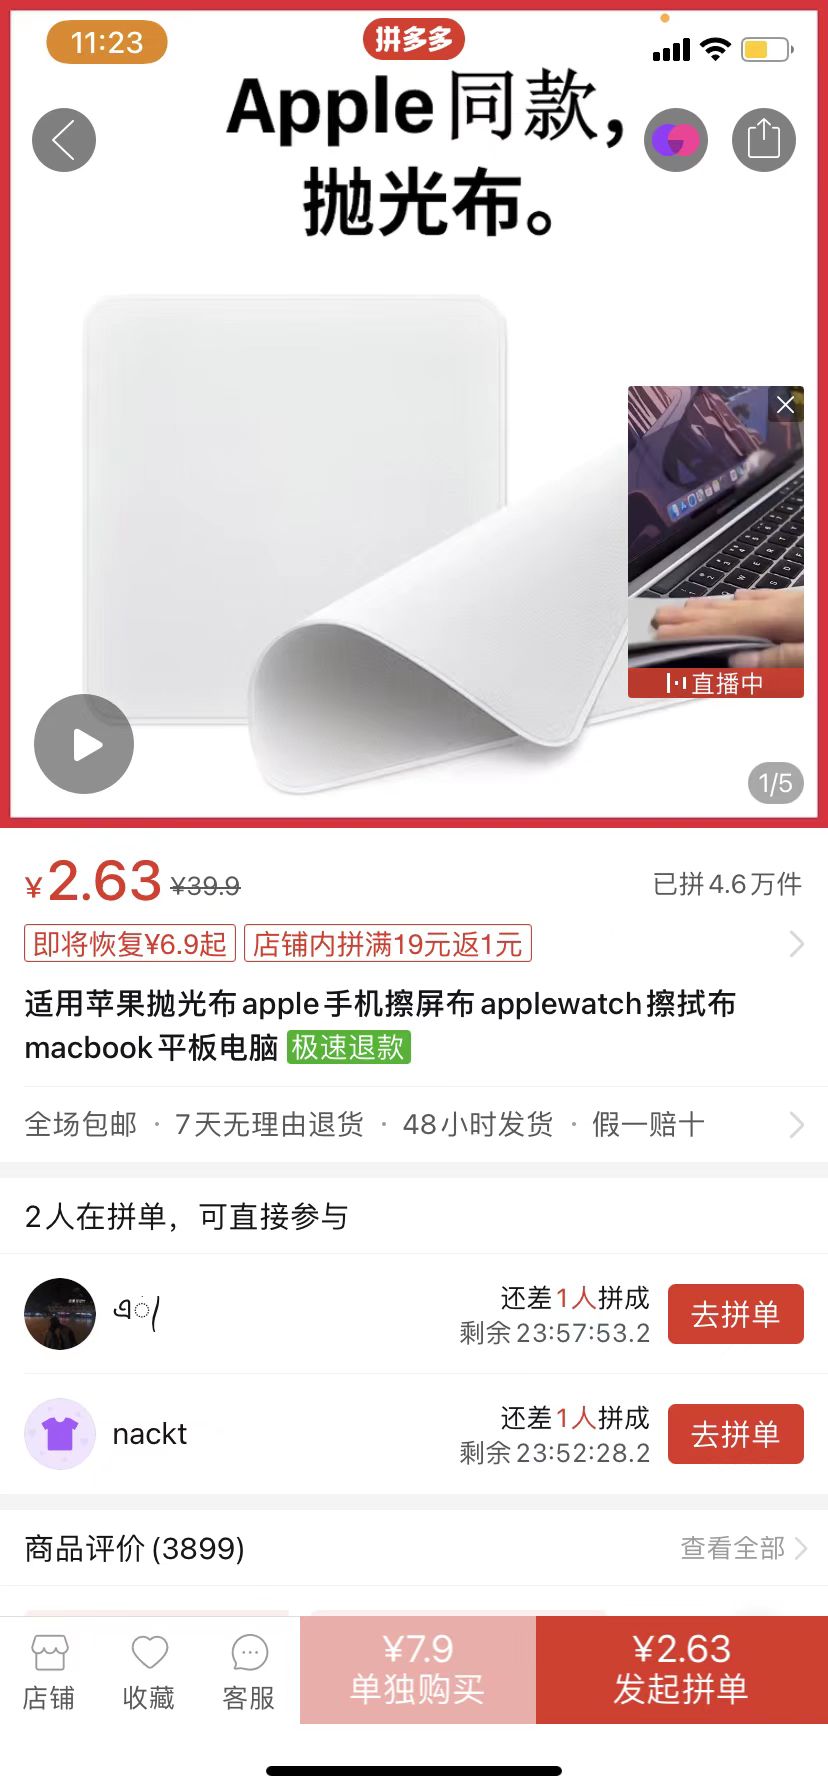 11:23
拼多多
Apple同款，
抛光布。
直播中
1/5
¥2.63 ¥39.9
已拼4.6万件
即将恢复¥6.9起
店铺内拼满19元返1元
适用苹果抛光布apple手机擦屏布applewatch擦拭布
macbook平板电脑 极速退款
全场包邮 · 7天无理由退货 · 48小时发货 · 假一赔十
2人在拼单，可直接参与
还差1人拼成
剩余23:57:53.2
去拼单
nackt
还差1人拼成
剩余23:52:28.2
去拼单
商品评价(3899)
查看全部
店铺
收藏
客服
¥7.9
单独购买
¥2.63
发起拼单